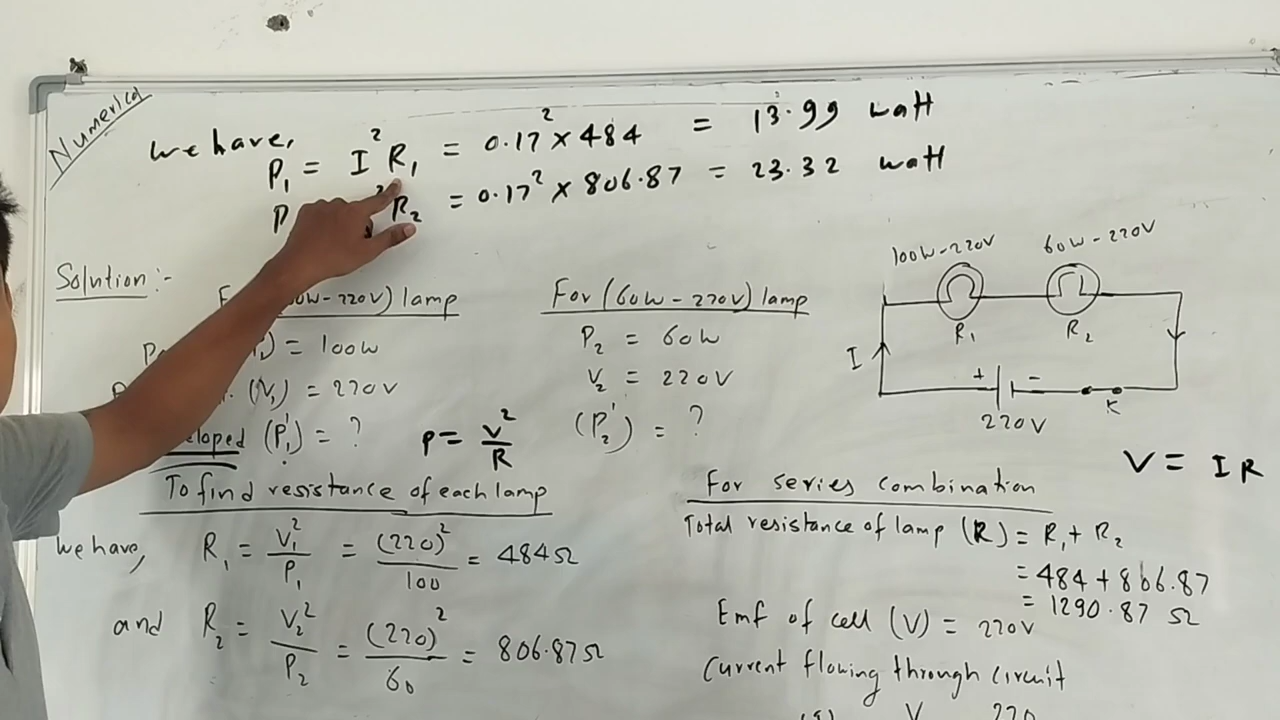 Numerical
We have,
P₁ = I²R₁ = 0.17² × 484 = 13.99 watt
P R₂ = 0.17² × 806.87 = 23.32 watt
Solution :-
W-220V) lamp
100W
(V₁) = 220V
eloped (P₁') = ?
P = V²/R
To find resistance of each lamp
We have, R₁ = V₁²/P₁ = (220)²/100 = 484Ω
and R₂ = V₂²/P₂ = (220)²/60 = 806.87Ω
For (60W-220V) lamp
P₂ = 60W
V₂ = 220V
(P₂') = ?
100W-220V
60W-220V
R₁
R₂
I
+ -
220V
K
V = IR
For series combination
Total resistance of lamp (R) = R₁ + R₂
= 484 + 806.87
= 1290.87 Ω
Emf of cell (V) = 220V
Current flowing through circuit
V 220